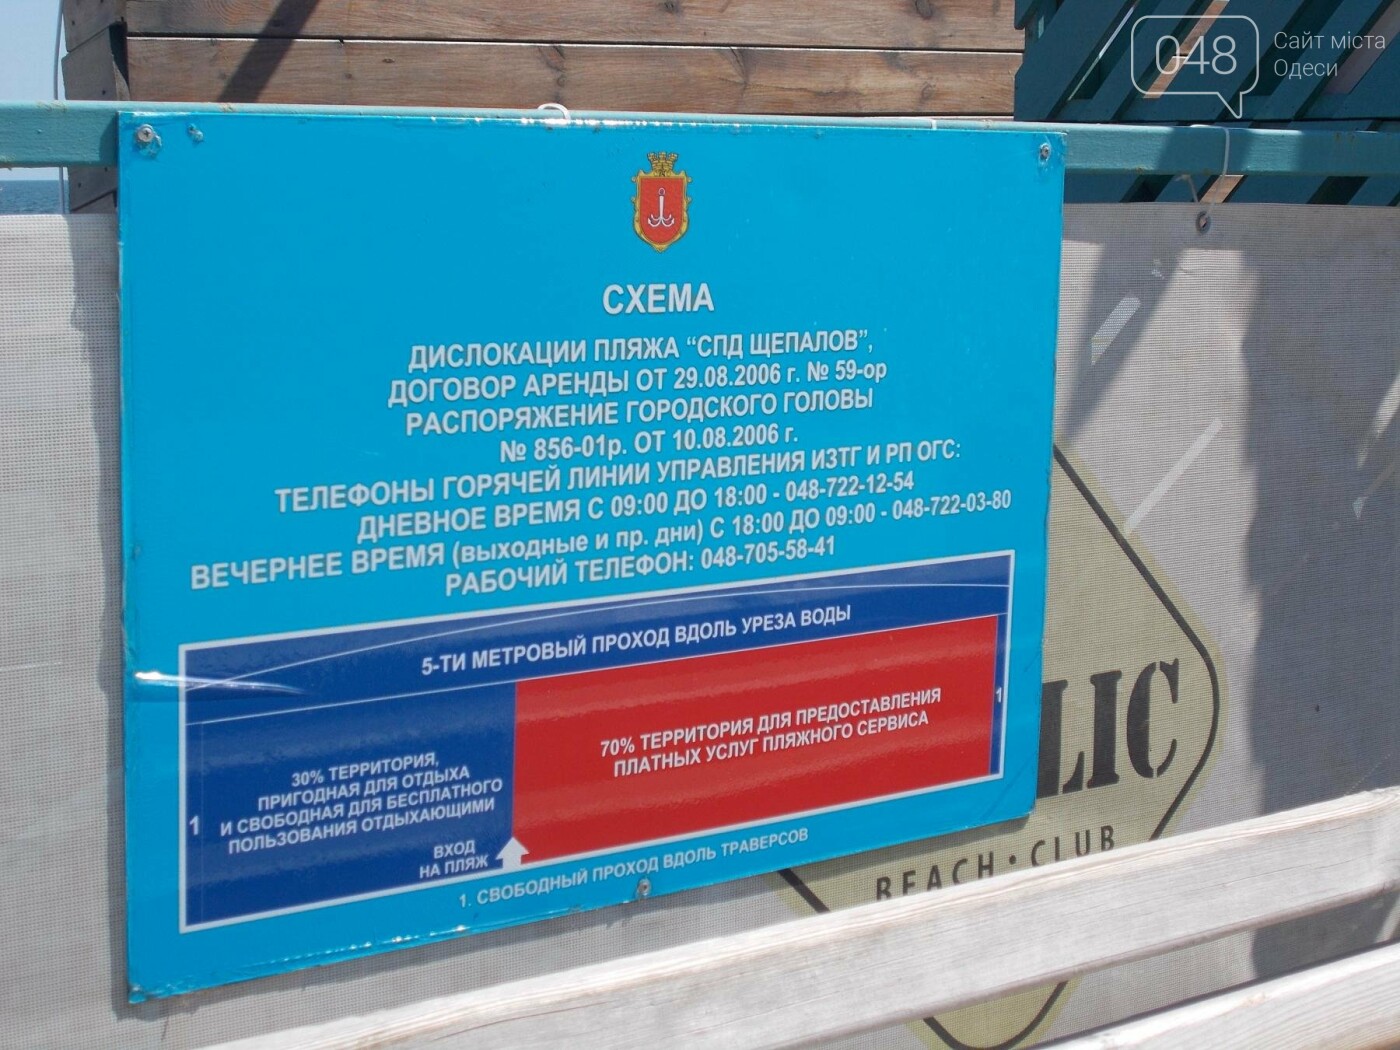 048
Сайт міста
Одеси
СХЕМА
ДИСЛОКАЦИИ ПЛЯЖА “СПД ЩЕПАЛОВ”,
ДОГОВОР АРЕНДЫ ОТ 29.08.2006 г. № 59-ор
РАСПОРЯЖЕНИЕ ГОРОДСКОГО ГОЛОВЫ
№ 856-01р. ОТ 10.08.2006 г.
ТЕЛЕФОНЫ ГОРЯЧЕЙ ЛИНИИ УПРАВЛЕНИЯ ИЗТГ И РП ОГС:
ДНЕВНОЕ ВРЕМЯ С 09:00 ДО 18:00 - 048-722-12-54
ВЕЧЕРНЕЕ ВРЕМЯ (выходные и пр. дни) С 18:00 ДО 09:00 - 048-722-03-80
РАБОЧИЙ ТЕЛЕФОН: 048-705-58-41
5-ТИ МЕТРОВЫЙ ПРОХОД ВДОЛЬ УРЕЗА ВОДЫ
30% ТЕРРИТОРИЯ,
ПРИГОДНАЯ ДЛЯ ОТДЫХА
И СВОБОДНАЯ ДЛЯ БЕСПЛАТНОГО
ПОЛЬЗОВАНИЯ ОТДЫХАЮЩИМИ
1
ВХОД
НА ПЛЯЖ
70% ТЕРРИТОРИЯ ДЛЯ ПРЕДОСТАВЛЕНИЯ
ПЛАТНЫХ УСЛУГ ПЛЯЖНОГО СЕРВИСА
1
1. СВОБОДНЫЙ ПРОХОД ВДОЛЬ ТРАВЕРСОВ
LIC
BEACH · CLUB